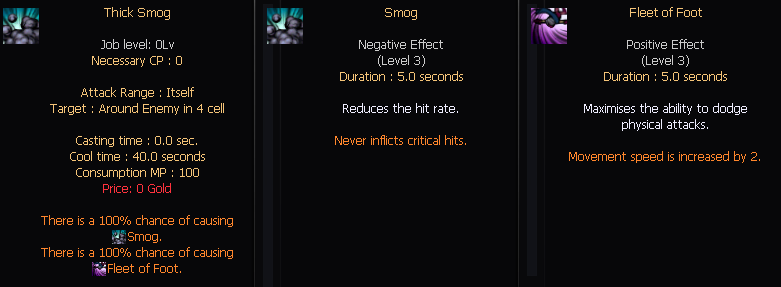 Thick Smog
Job level: 0Lv
Necessary CP : 0
Attack Range : Itself
Target : Around Enemy in 4 cell
Casting time : 0.0 sec.
Cool time : 40.0 seconds
Consumption MP : 100
Price: 0 Gold
There is a 100% chance of causing
Smog.
There is a 100% chance of causing
Fleet of Foot.
Smog
Negative Effect
(Level 3)
Duration : 5.0 seconds
Reduces the hit rate.
Never inflicts critical hits.
Fleet of Foot
Positive Effect
(Level 3)
Duration : 5.0 seconds
Maximises the ability to dodge
physical attacks.
Movement speed is increased by 2.